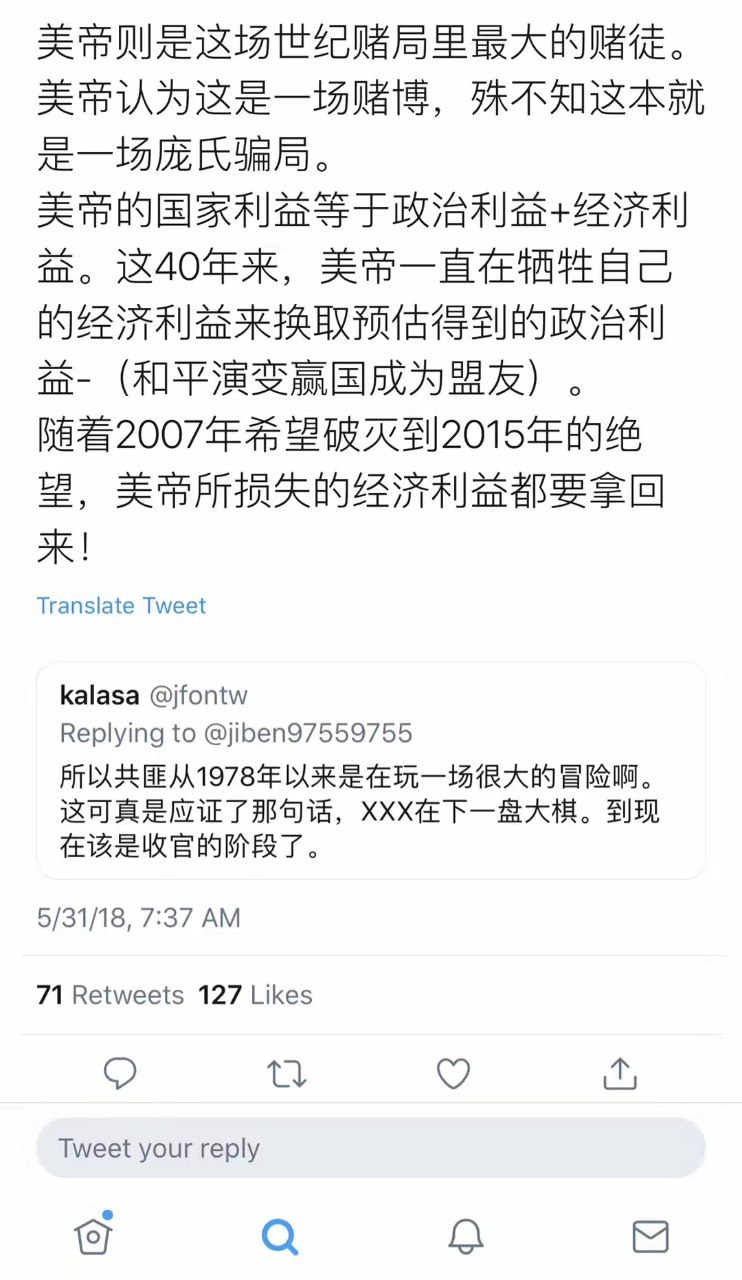 美帝则是这场世纪赌局里最大的赌徒。
美帝认为这是一场赌博，殊不知这本就
是一场庞氏骗局。
美帝的国家利益等于政治利益+经济利
益。这40年来，美帝一直在牺牲自己
的经济利益来换取预估得到的政治利
益-（和平演变赢国成为盟友）。
随着2007年希望破灭到2015年的绝
望，美帝所损失的经济利益都要拿回
来！
Translate Tweet
kalasa @jfontw
Replying to @jiben97559755
所以共匪从1978年以来是在玩一场很大的冒险啊。
这可真是应证了那句话，XXX在下一盘大棋。到现
在该是收官的阶段了。
5/31/18, 7:37 AM
71 Retweets 127 Likes
Tweet your reply